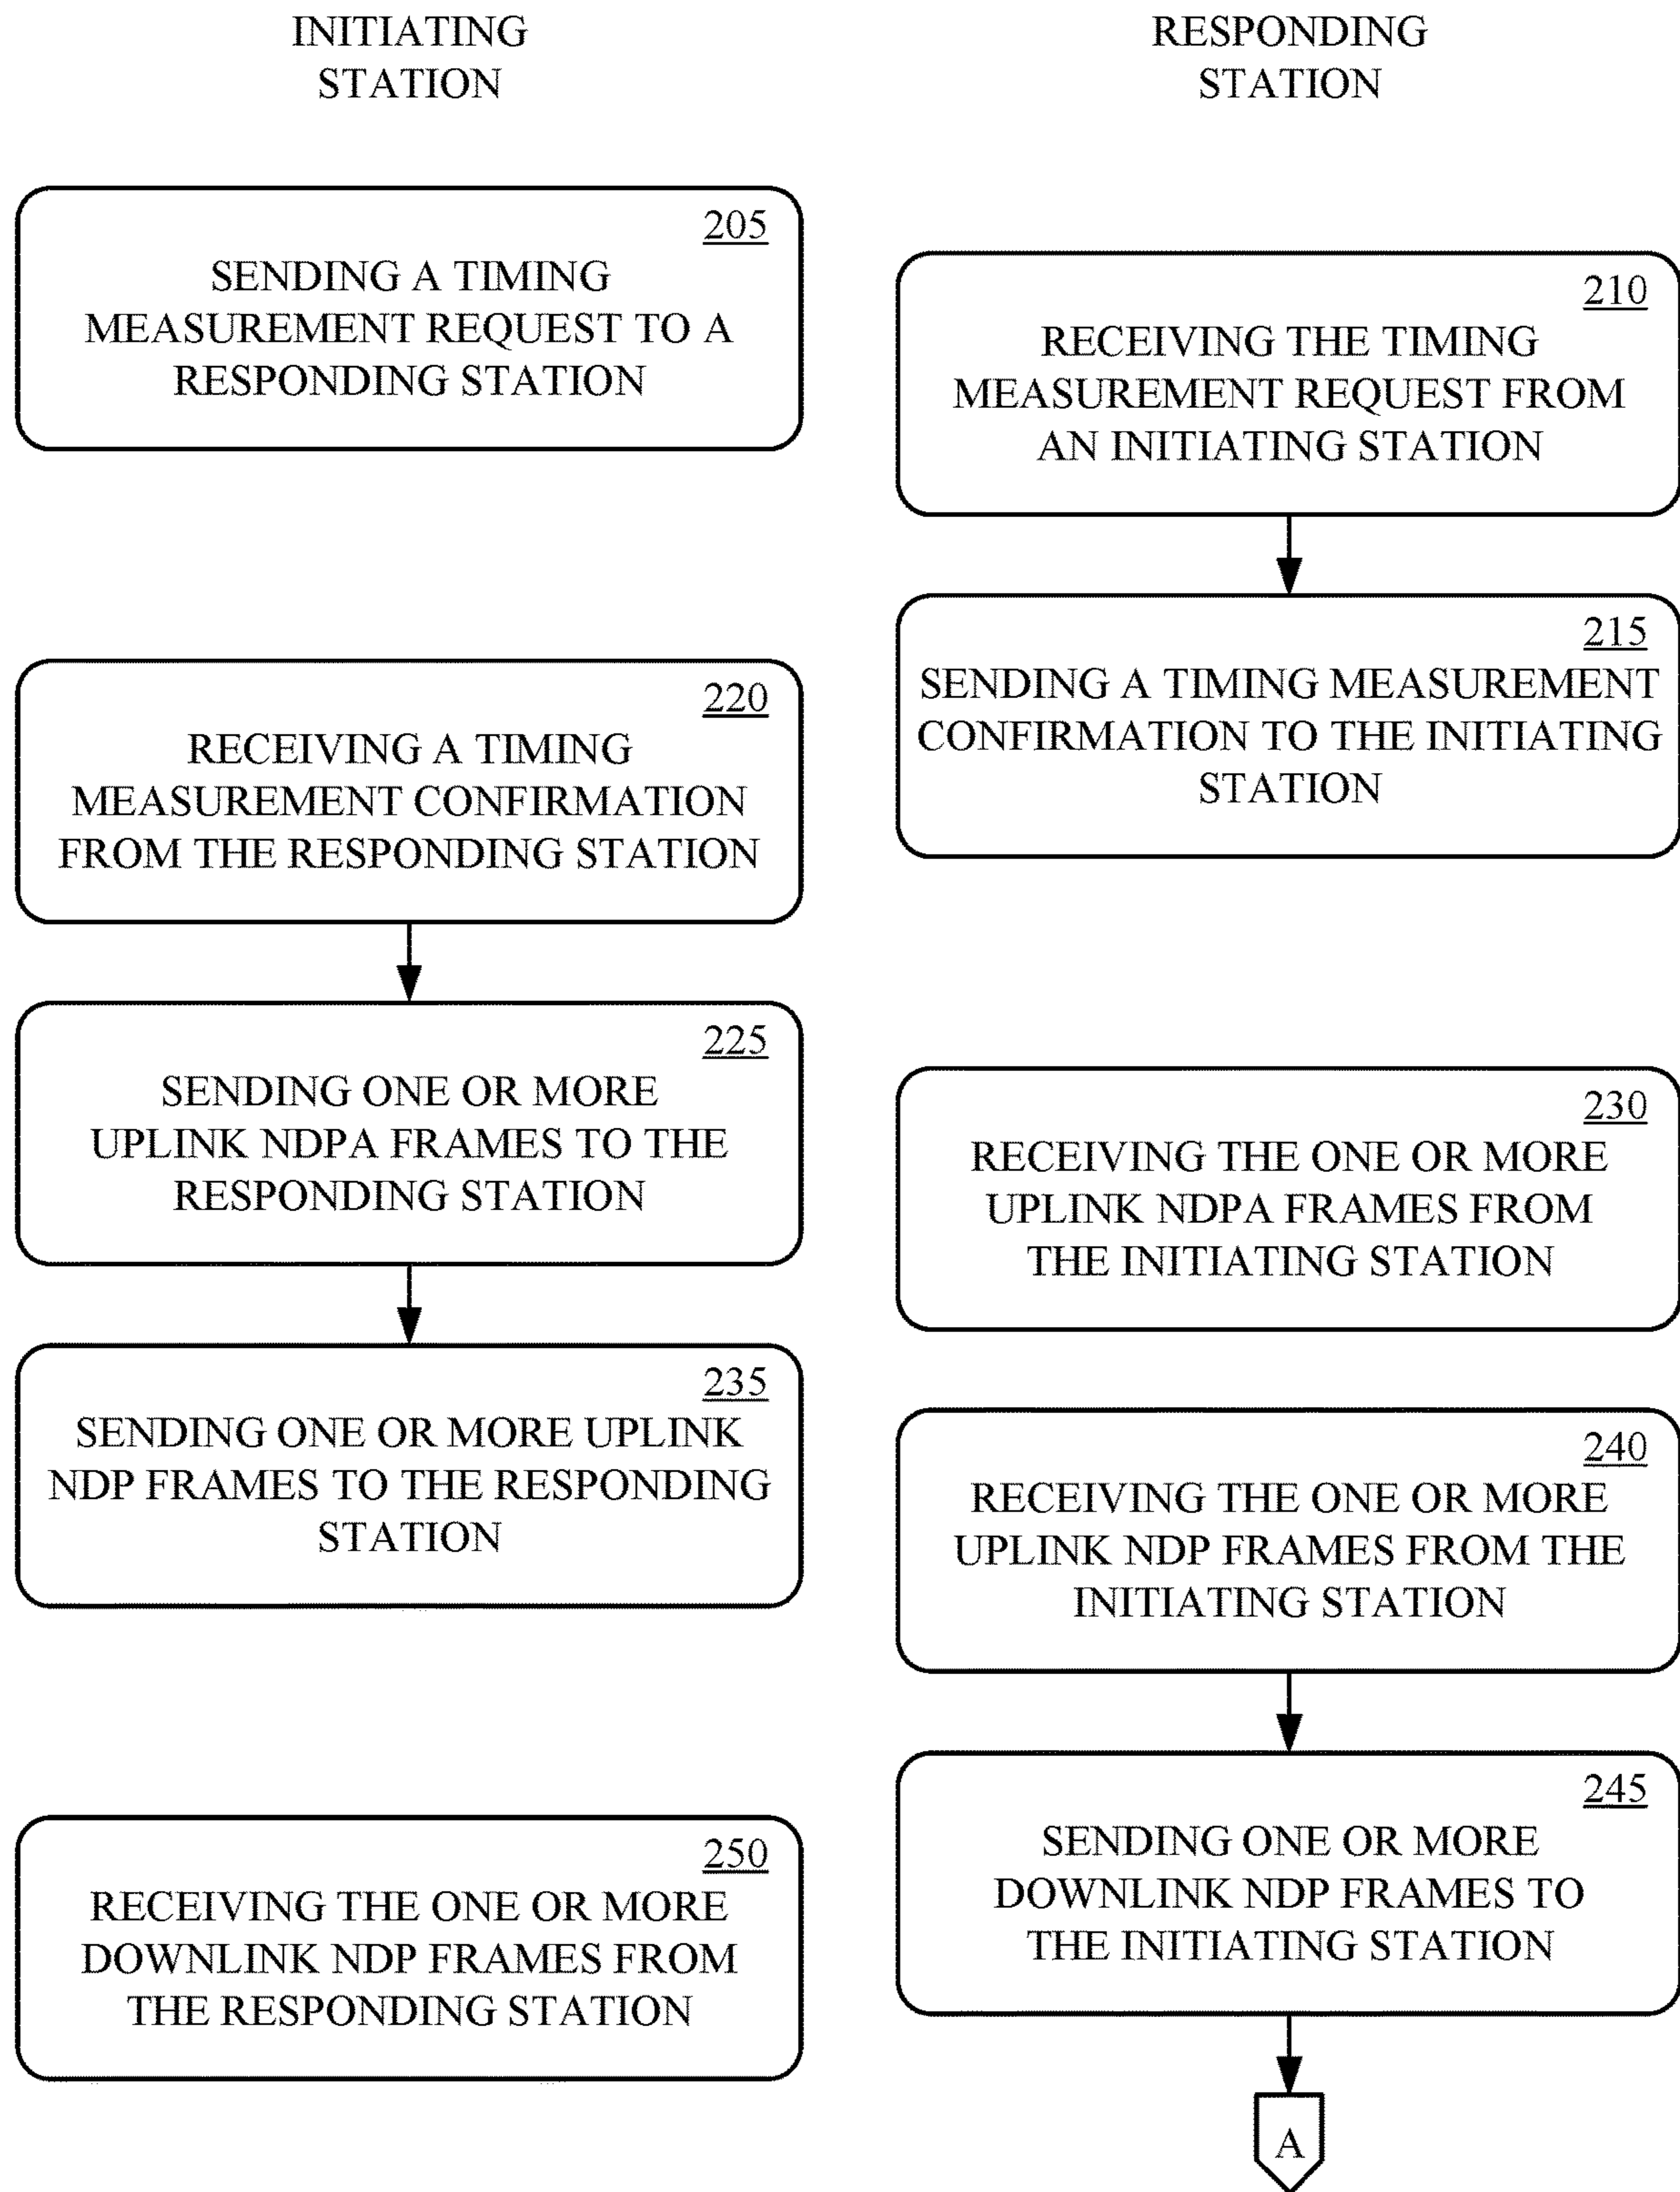 INITIATING
STATION
RESPONDING
STATION
205
SENDING A TIMING
MEASUREMENT REQUEST TO A
RESPONDING STATION
210
RECEIVING THE TIMING
MEASUREMENT REQUEST FROM
AN INITIATING STATION
215
SENDING A TIMING MEASUREMENT
CONFIRMATION TO THE INITIATING
STATION
220
RECEIVING A TIMING
MEASUREMENT CONFIRMATION
FROM THE RESPONDING STATION
225
SENDING ONE OR MORE
UPLINK NDPA FRAMES TO THE
RESPONDING STATION
230
RECEIVING THE ONE OR MORE
UPLINK NDPA FRAMES FROM
THE INITIATING STATION
235
SENDING ONE OR MORE UPLINK
NDP FRAMES TO THE RESPONDING
STATION
240
RECEIVING THE ONE OR MORE
UPLINK NDP FRAMES FROM THE
INITIATING STATION
245
SENDING ONE OR MORE
DOWNLINK NDP FRAMES TO
THE INITIATING STATION
250
RECEIVING THE ONE OR MORE
DOWNLINK NDP FRAMES FROM
THE RESPONDING STATION
A